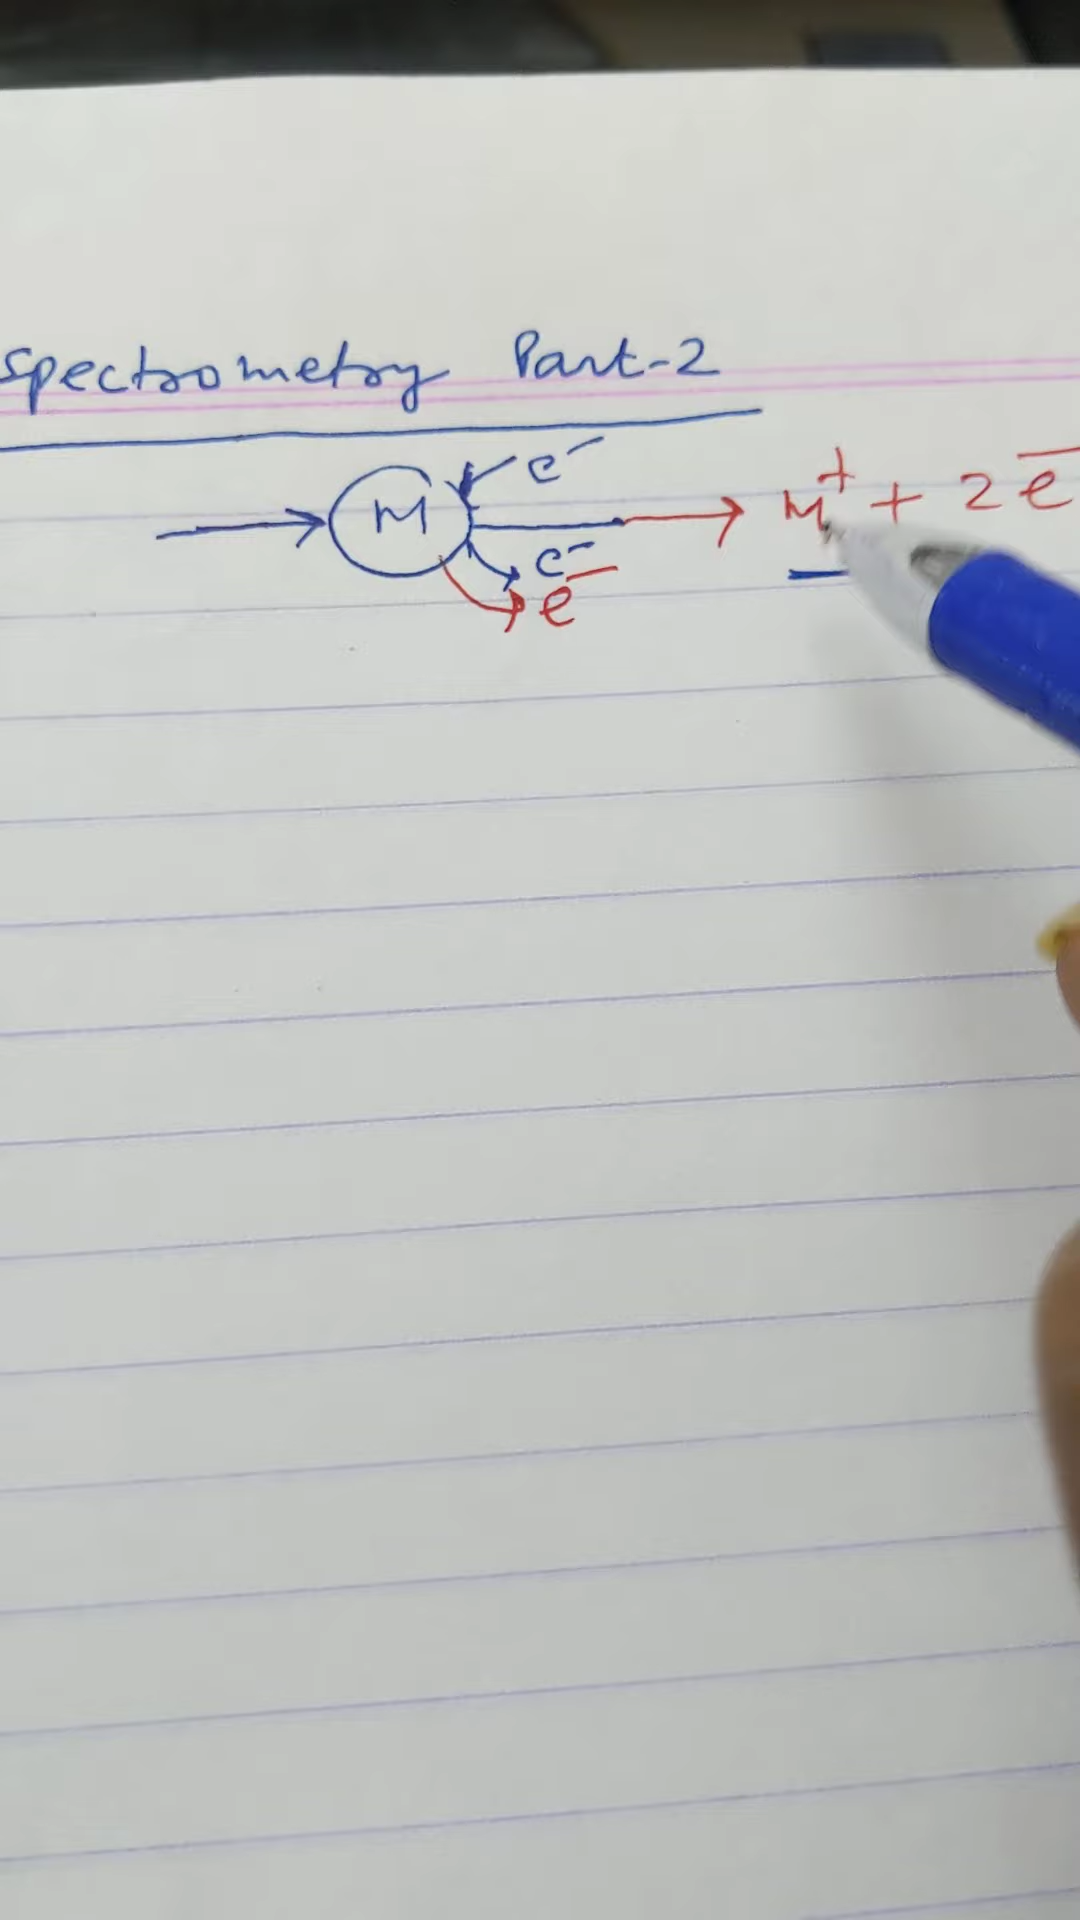 spectrometry Part-2
e⁻
M → M⁺ + 2e⁻
e⁻
e⁻